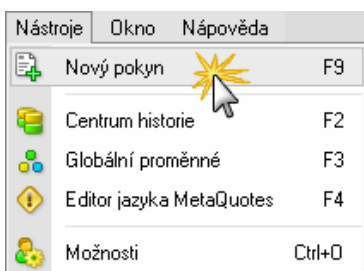 Nástroje Okno Nápověda
Nový pokyn F9
Centrum historie F2
Globální proměnné F3
Editor jazyka MetaQuotes F4
Možnosti Ctrl+O